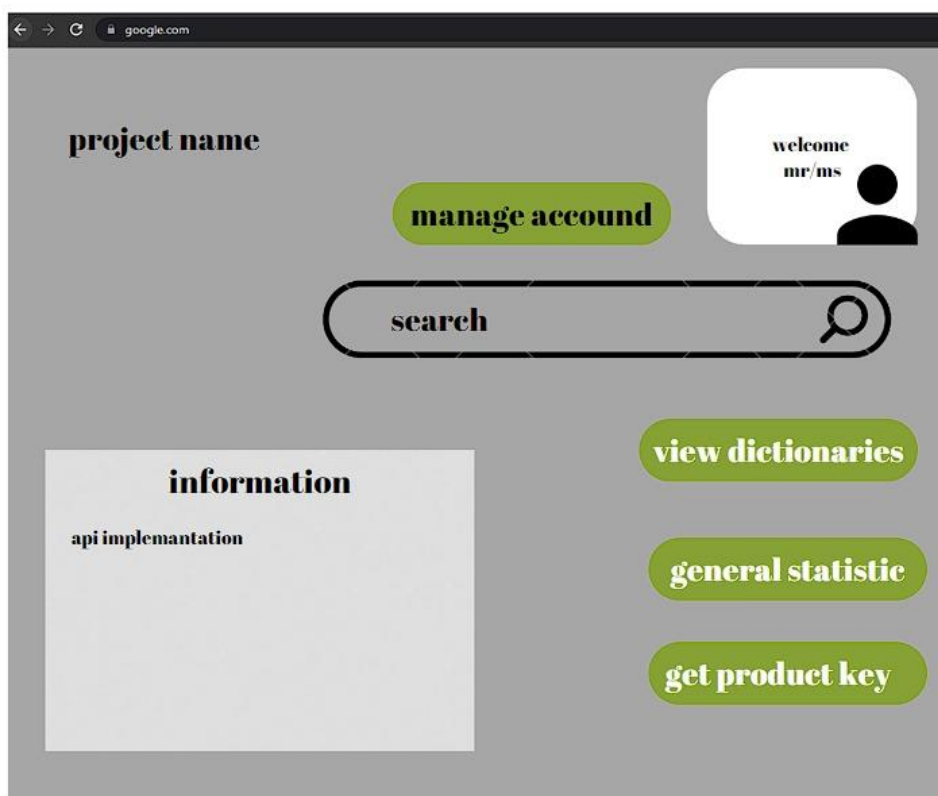 google.com
project name
welcome
mr/ms
manage accound
search
view dictionaries
information
api implemantation
general statistic
get product key